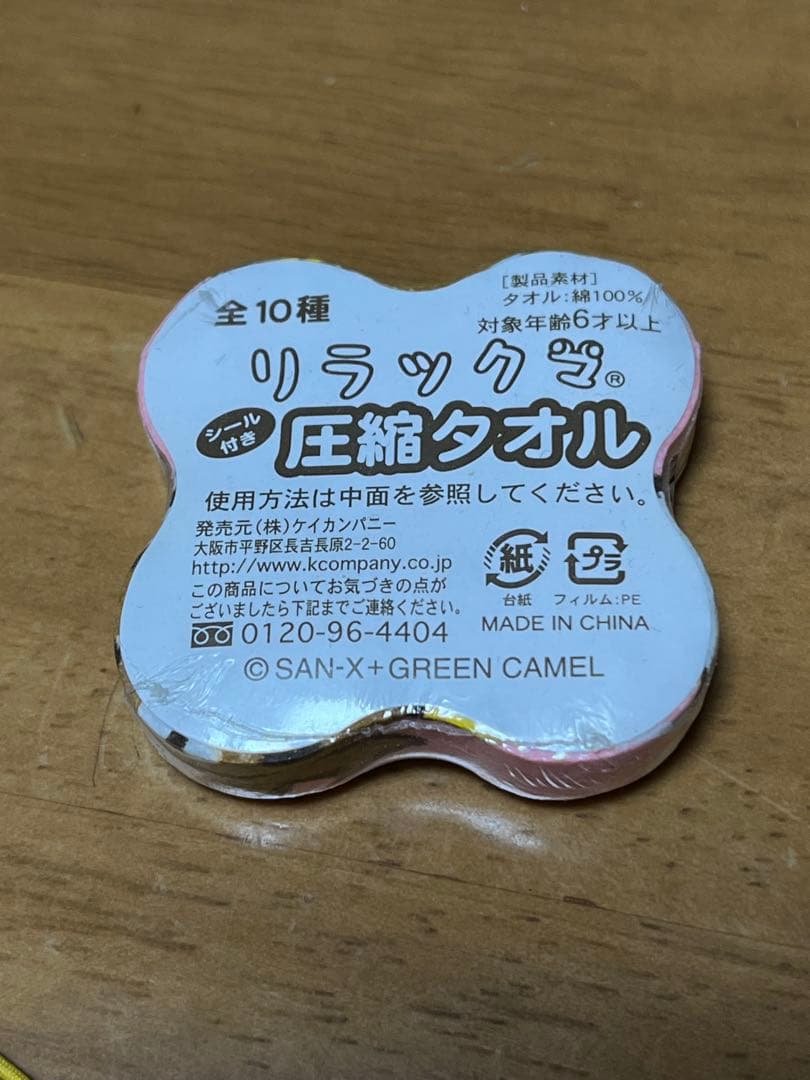 全10種
[製品素材]
タオル:綿100%
対象年齢6才以上
リラックマ®
シール付き
圧縮タオル
使用方法は中面を参照してください。
発売元(株)ケイカンパニー
大阪市平野区長吉長原2-2-60
http://www.kcompany.co.jp
この商品についてお気づきの点が
ございましたら下記までご連絡ください。
0120-96-4404
紙
台紙
プラ
フィルム:PE
MADE IN CHINA
©SAN-X+GREEN CAMEL